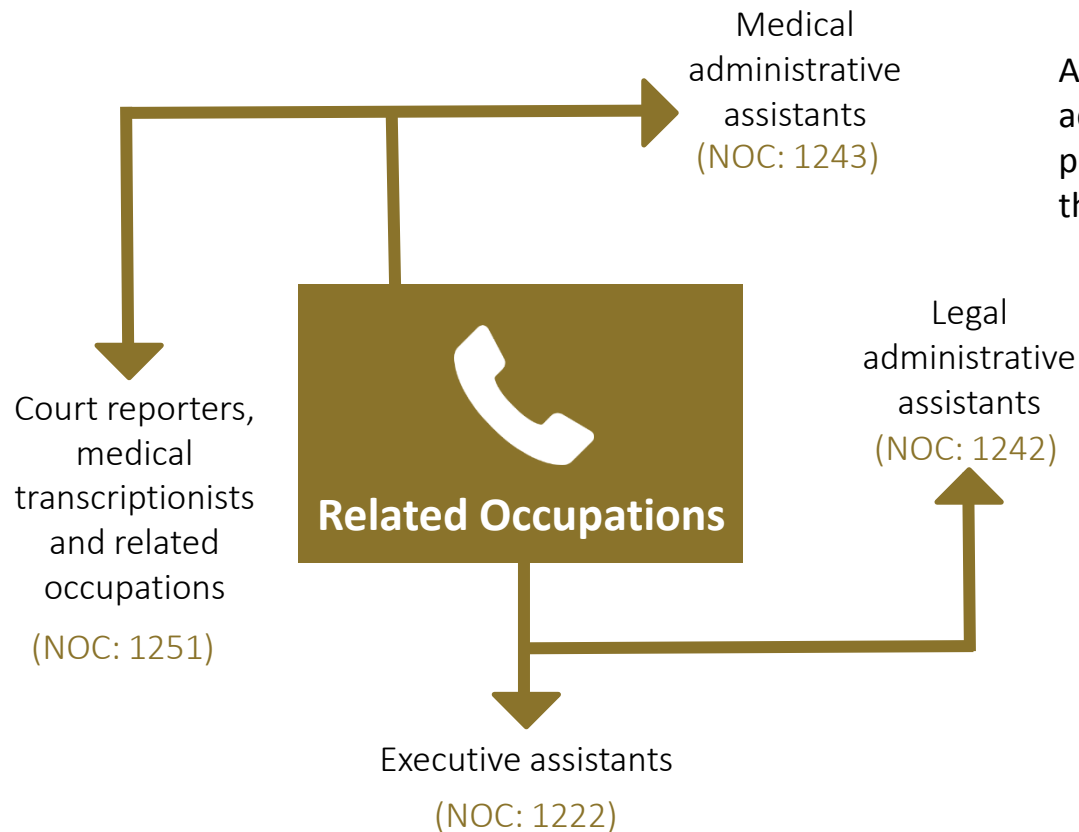 Medical
administrative
assistants
(NOC: 1243)
Legal
administrative
assistants
(NOC: 1242)
Court reporters,
medical
transcriptionists
and related
occupations
(NOC: 1251)
Related Occupations
Executive assistants
(NOC: 1222)